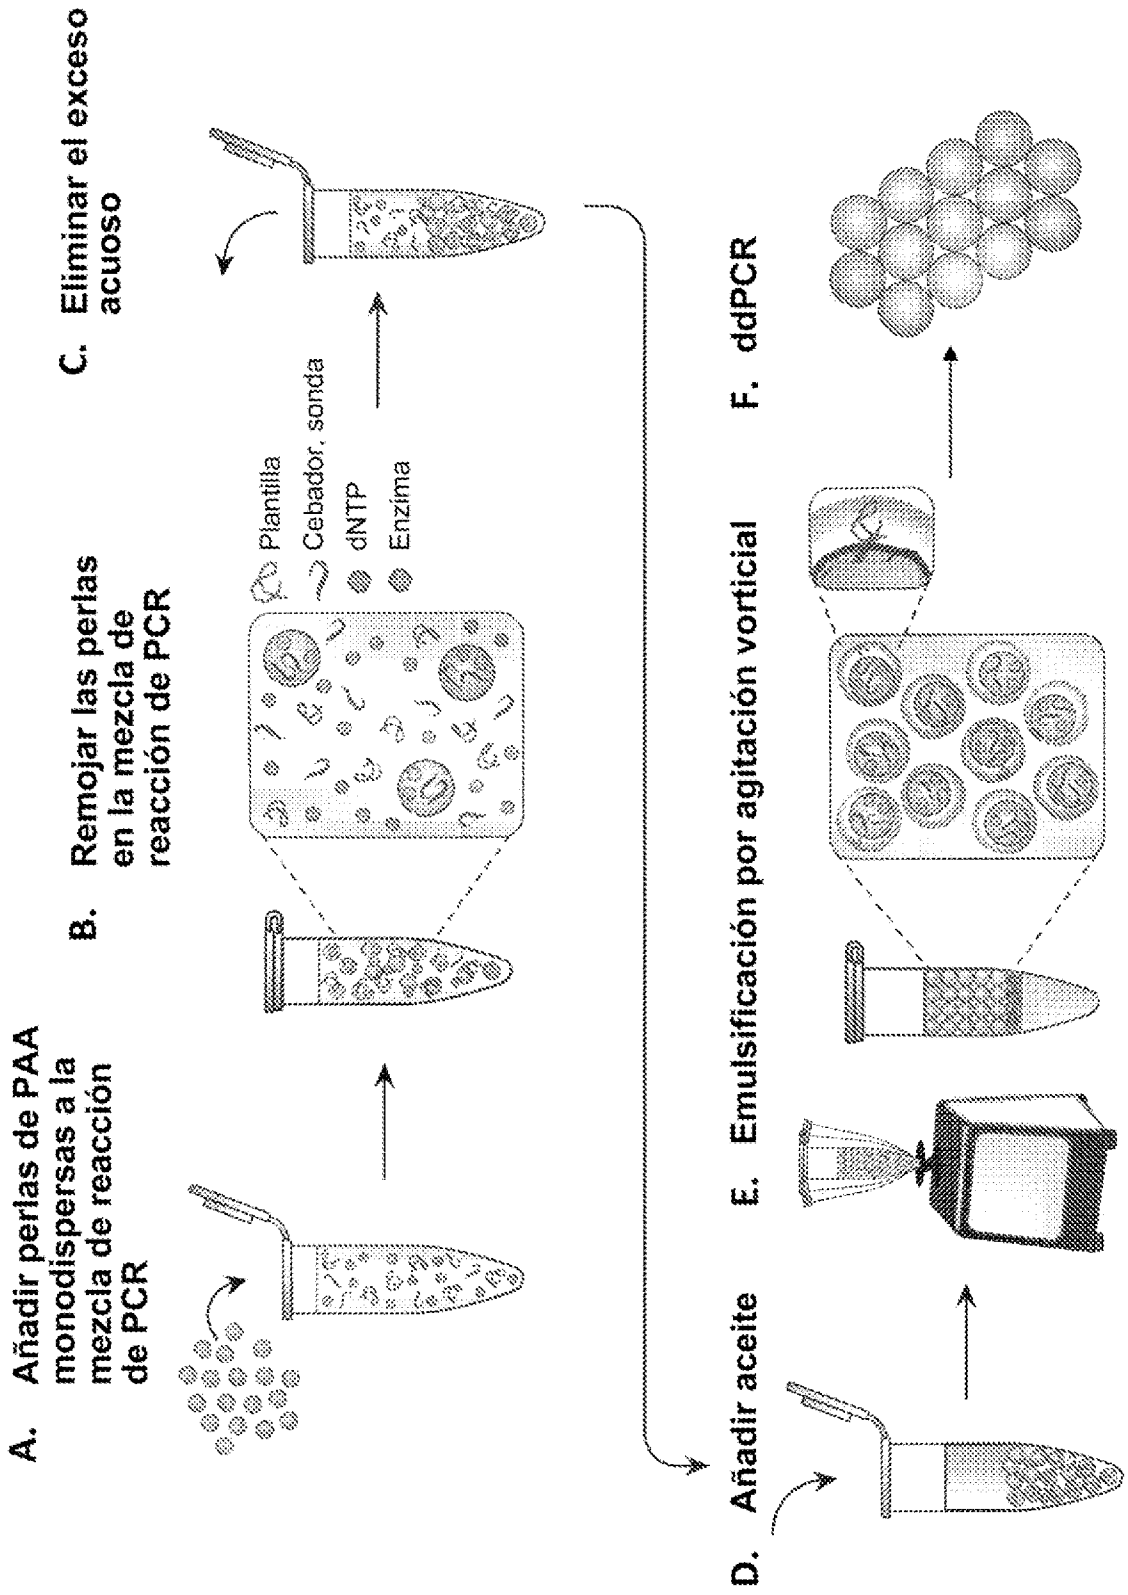 A. Añadir perlas de PAA
monodispersas a la
mezcla de reacción
de PCR
B. Remojar las perlas
en la mezcla de
reacción de PCR
Plantilla
Cebador, sonda
dNTP
Enzima
C. Eliminar el exceso
acuoso
D. Añadir aceite
E. Emulsificación por agitación vorticial
F. ddPCR